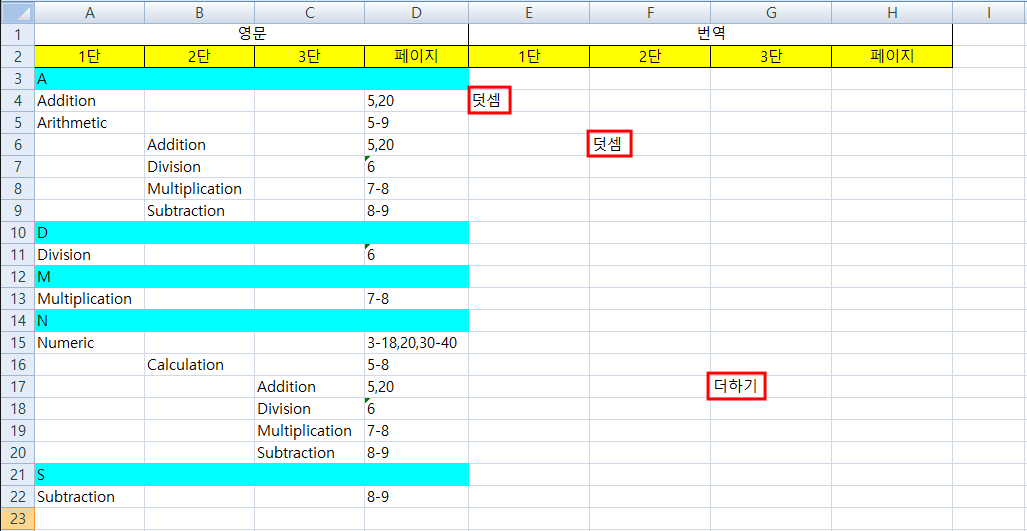 A B C D E F G H I
1 영문 번역
2 1단 2단 3단 페이지 1단 2단 3단 페이지
3 A
4 Addition 5,20 덧셈
5 Arithmetic 5-9
6 Addition 5,20 덧셈
7 Division 6
8 Multiplication 7-8
9 Subtraction 8-9
10 D
11 Division 6
12 M
13 Multiplication 7-8
14 N
15 Numeric 3-18,20,30-40
16 Calculation 5-8
17 Addition 5,20 더하기
18 Division 6
19 Multiplication 7-8
20 Subtraction 8-9
21 S
22 Subtraction 8-9
23